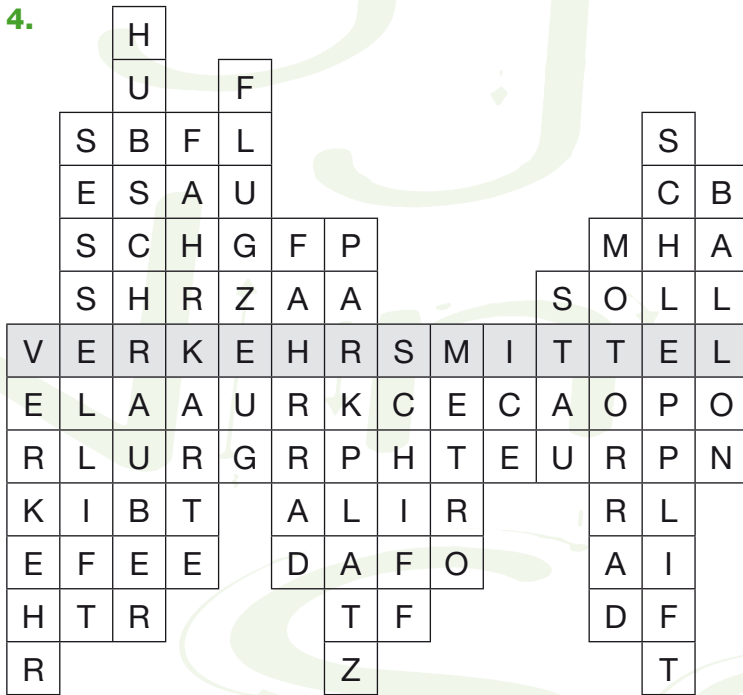 4.
H
U F
S B F L S
E S A U C B
S C H G F P M H A
S H R Z A A S O L L
V E R K E H R S M I T T E L
E L A A U R K C E C A O P O
R L U R G R P H T E U R P N
K I B T A L I R R L
E F E E D A F O A I
H T R T F D F
R Z T